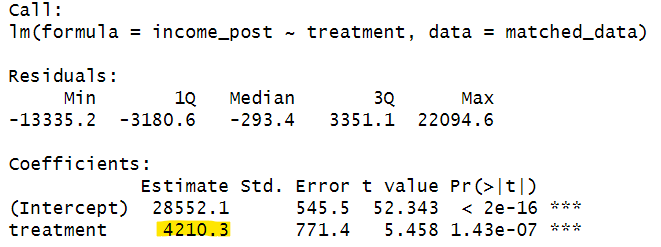 Call:
lm(formula = income_post ~ treatment, data = matched_data)
Residuals:
Min 1Q Median 3Q Max
-13335.2 -3180.6 -293.4 3351.1 22094.6
Coefficients:
Estimate Std. Error t value Pr(>|t|)
(Intercept) 28552.1 545.5 52.343 < 2e-16 ***
treatment 4210.3 771.4 5.458 1.43e-07 ***